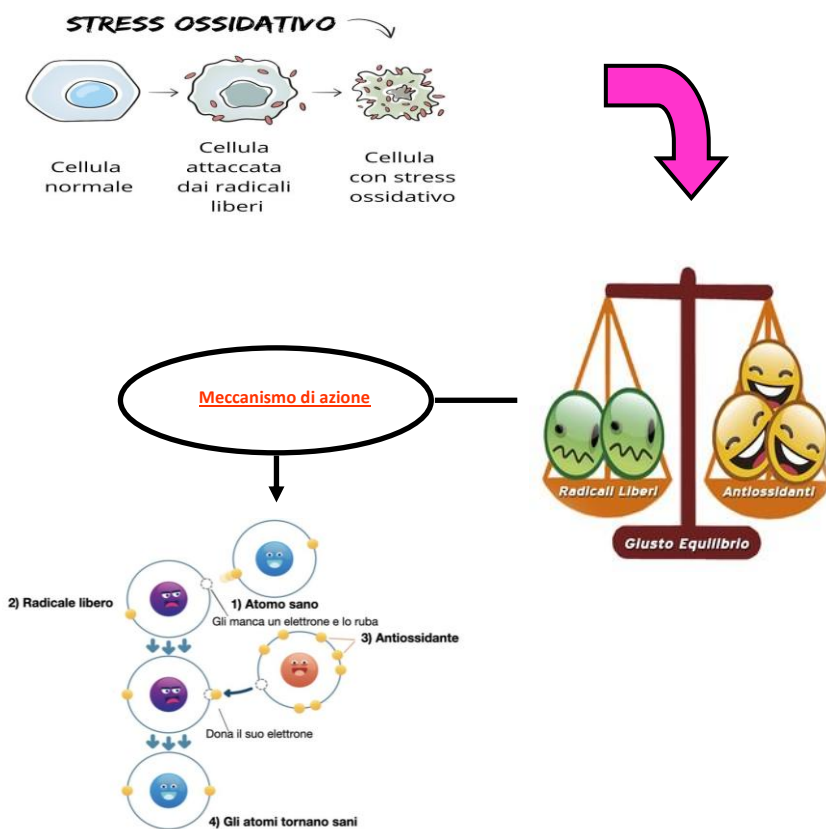 STRESS OSSIDATIVO
Cellula
normale
Cellula
attaccata
dai radicali
liberi
Cellula
con stress
ossidativo
Meccanismo di azione
Radicali Liberi
Antiossidanti
Giusto Equilibrio
2) Radicale libero
1) Atomo sano
Gli manca un elettrone e lo ruba
3) Antiossidante
Dona il suo elettrone
4) Gli atomi tornano sani